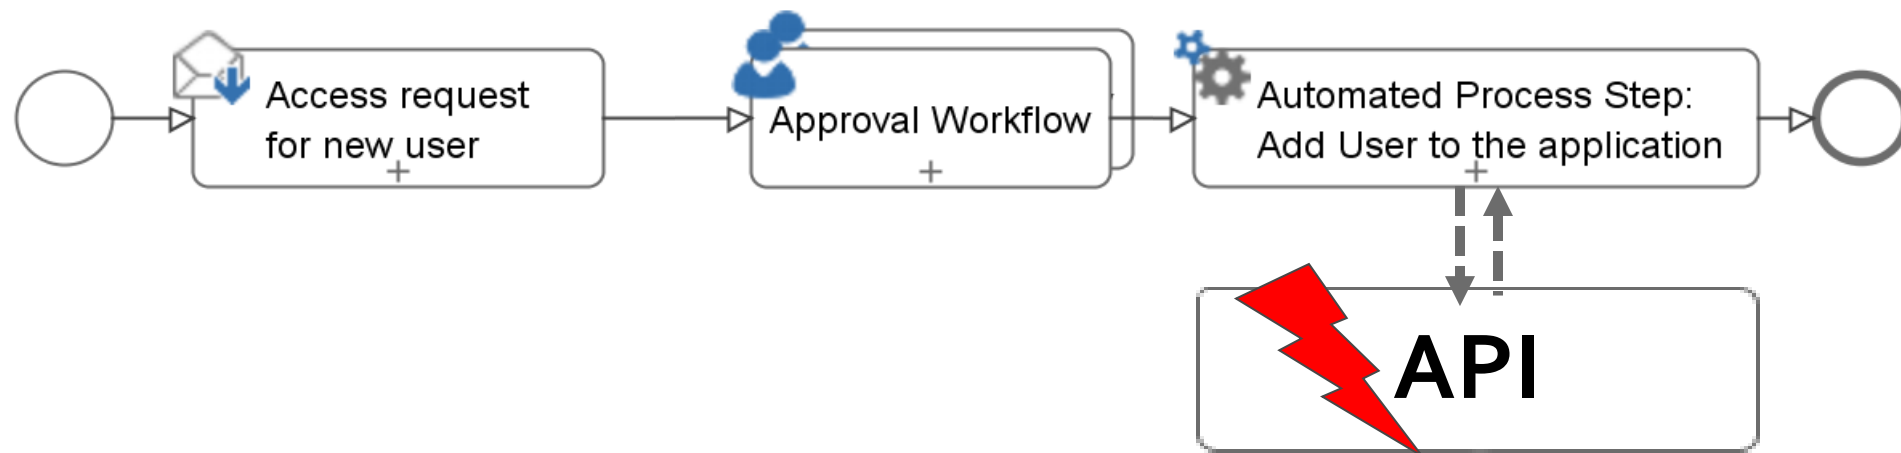 Access request
for new user
Approval Workflow
Automated Process Step:
Add User to the application
API